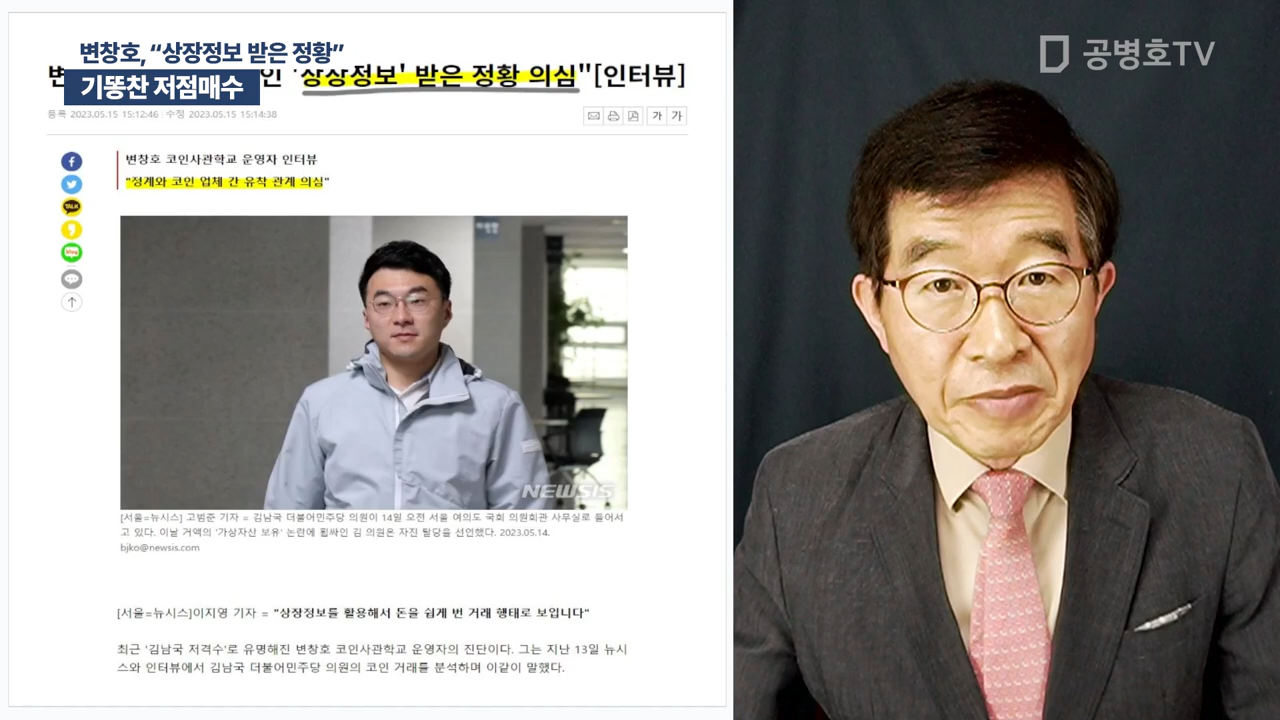 변창호, “상장정보 받은 정황”
기똥찬 저점매수
인 '상장정보' 받은 정황 의심"[인터뷰]
등록 2023.05.15 15:12:46 | 수정 2023.05.15 15:14:38
가 가
변창호 코인사관학교 운영자 인터뷰
"정계와 코인 업체 간 유착 관계 의심"
TALK
blog
NEWSIS
[서울=뉴시스] 고범준 기자 = 김남국 더불어민주당 의원이 14일 오전 서울 여의도 국회 의원회관 사무실로 들어서
고 있다. 이날 거액의 '가상자산 보유' 논란에 휩싸인 김 의원은 자진 탈당을 선언했다. 2023.05.14.
bjko@newsis.com
[서울=뉴시스]이지영 기자 = "상장정보를 활용해서 돈을 쉽게 번 거래 행태로 보입니다"
최근 '김남국 저격수'로 유명해진 변창호 코인사관학교 운영자의 진단이다. 그는 지난 13일 뉴시
스와 인터뷰에서 김남국 더불어민주당 의원의 코인 거래를 분석하며 이같이 말했다.
공병호TV